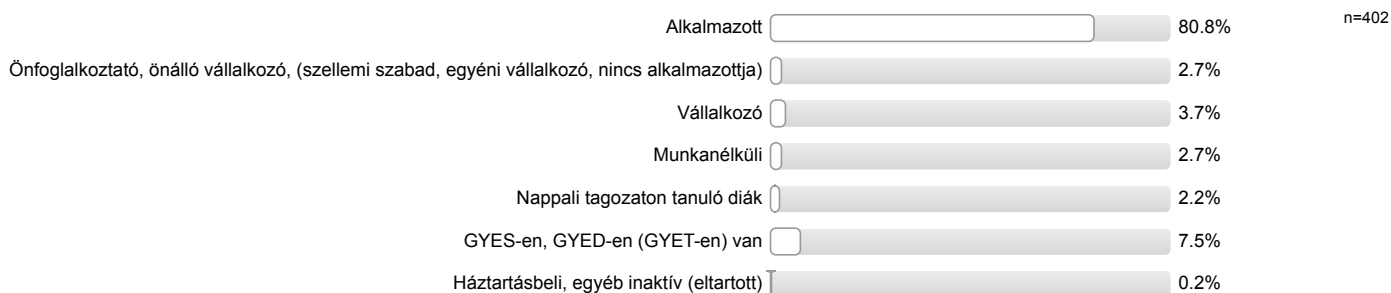 Alkalmazott 80.8% n=402
Önfoglalkoztató, önálló vállalkozó, (szellemi szabad, egyéni vállalkozó, nincs alkalmazottja) 2.7%
Vállalkozó 3.7%
Munkanélküli 2.7%
Nappali tagozaton tanuló diák 2.2%
GYES-en, GYED-en (GYET-en) van 7.5%
Háztartásbeli, egyéb inaktív (eltartott) 0.2%